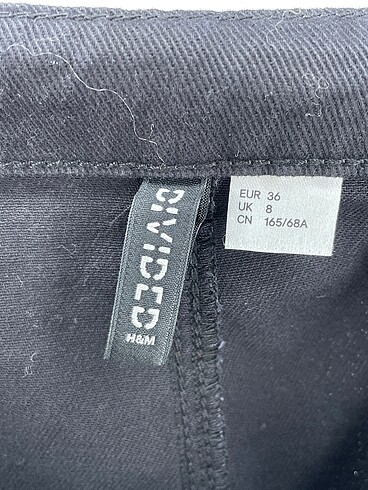 DIVIDED
H&M
EUR 36
UK 8
CN 165/68A